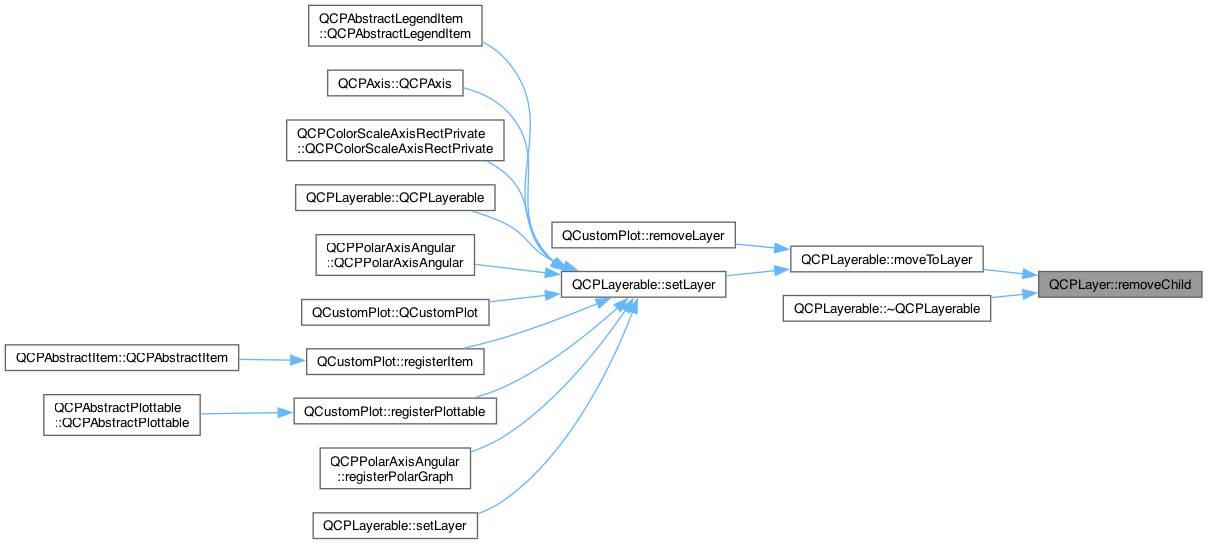 QCPAbstractLegendItem
::QCPAbstractLegendItem
QCPAxis::QCPAxis
QCPColorScaleAxisRectPrivate
::QCPColorScaleAxisRectPrivate
QCPLayerable::QCPLayerable
QCPPolarAxisAngular
::QCPPolarAxisAngular
QCustomPlot::QCustomPlot
QCPAbstractItem::QCPAbstractItem
QCustomPlot::registerItem
QCPAbstractPlottable
::QCPAbstractPlottable
QCustomPlot::registerPlottable
QCPPolarAxisAngular
::registerPolarGraph
QCPLayerable::setLayer
QCustomPlot::removeLayer
QCPLayerable::setLayer
QCPLayerable::moveToLayer
QCPLayerable::~QCPLayerable
QCPLayer::removeChild